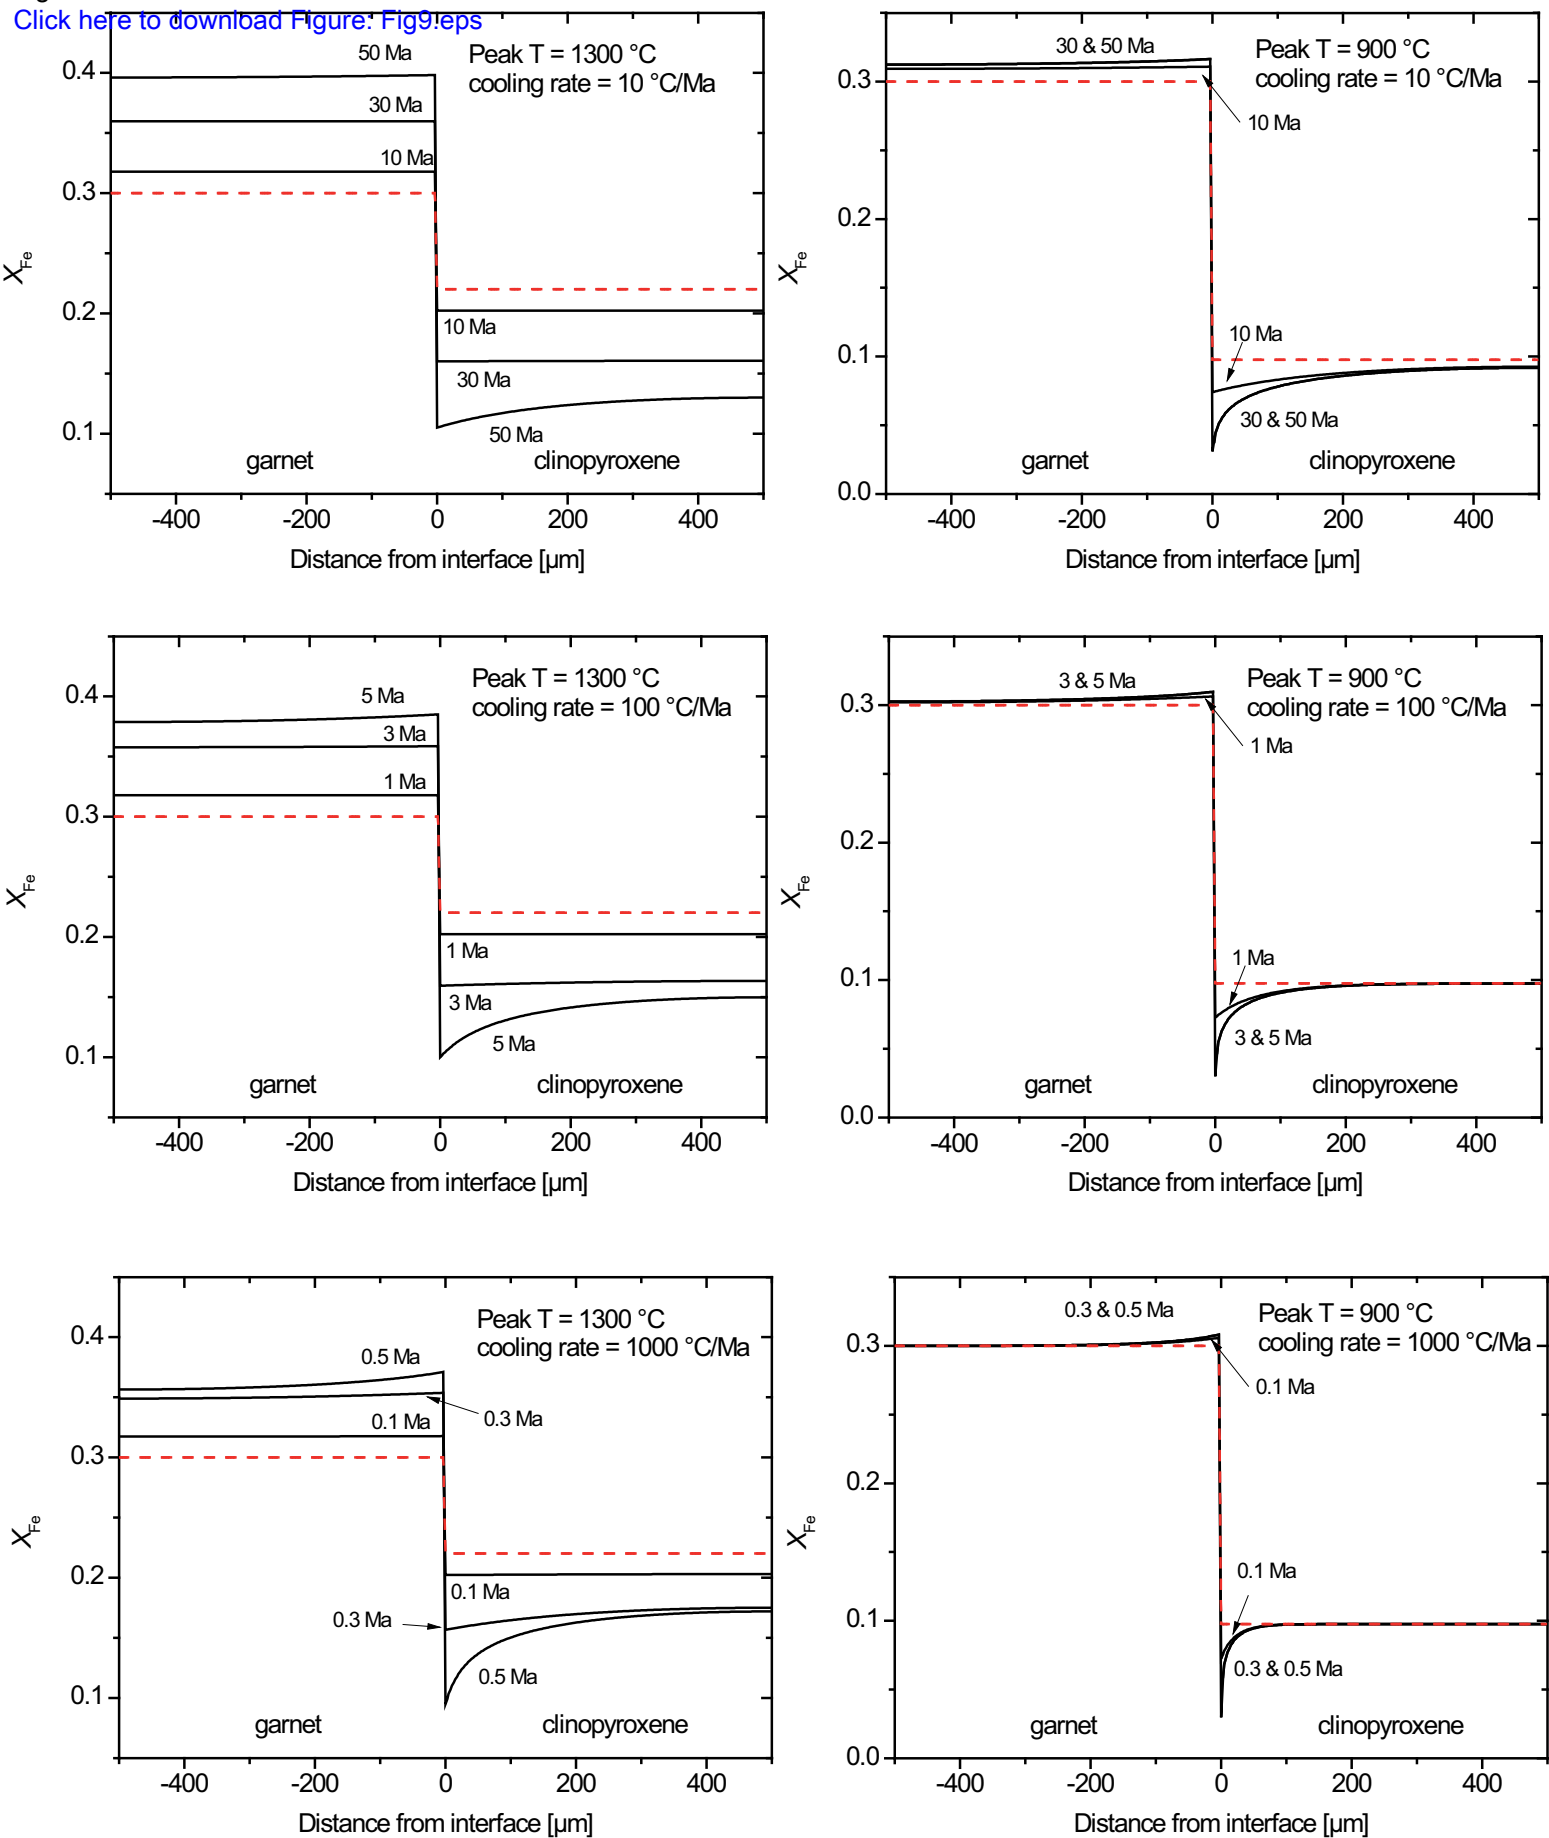 Click here to download Figure: Fig9.eps
50 Ma
Peak T = 1300 °C
cooling rate = 10 °C/Ma
30 Ma
10 Ma
10 Ma
30 Ma
50 Ma
garnet
clinopyroxene
0.4
0.3
0.2
0.1
XFe
-400 -200 0 200 400
Distance from interface [µm]
30 & 50 Ma
Peak T = 900 °C
cooling rate = 10 °C/Ma
10 Ma
10 Ma
30 & 50 Ma
garnet
clinopyroxene
0.3
0.2
0.1
0.0
XFe
-400 -200 0 200 400
Distance from interface [µm]
5 Ma
Peak T = 1300 °C
cooling rate = 100 °C/Ma
3 Ma
1 Ma
1 Ma
3 Ma
5 Ma
garnet
clinopyroxene
0.4
0.3
0.2
0.1
XFe
-400 -200 0 200 400
Distance from interface [µm]
3 & 5 Ma
Peak T = 900 °C
cooling rate = 100 °C/Ma
1 Ma
1 Ma
3 & 5 Ma
garnet
clinopyroxene
0.3
0.2
0.1
0.0
XFe
-400 -200 0 200 400
Distance from interface [µm]
Peak T = 1300 °C
cooling rate = 1000 °C/Ma
0.5 Ma
0.3 Ma
0.1 Ma
0.1 Ma
0.3 Ma
0.5 Ma
garnet
clinopyroxene
0.4
0.3
0.2
0.1
XFe
-400 -200 0 200 400
Distance from interface [µm]
0.3 & 0.5 Ma
Peak T = 900 °C
cooling rate = 1000 °C/Ma
0.1 Ma
0.1 Ma
0.3 & 0.5 Ma
garnet
clinopyroxene
0.3
0.2
0.1
0.0
XFe
-400 -200 0 200 400
Distance from interface [µm]